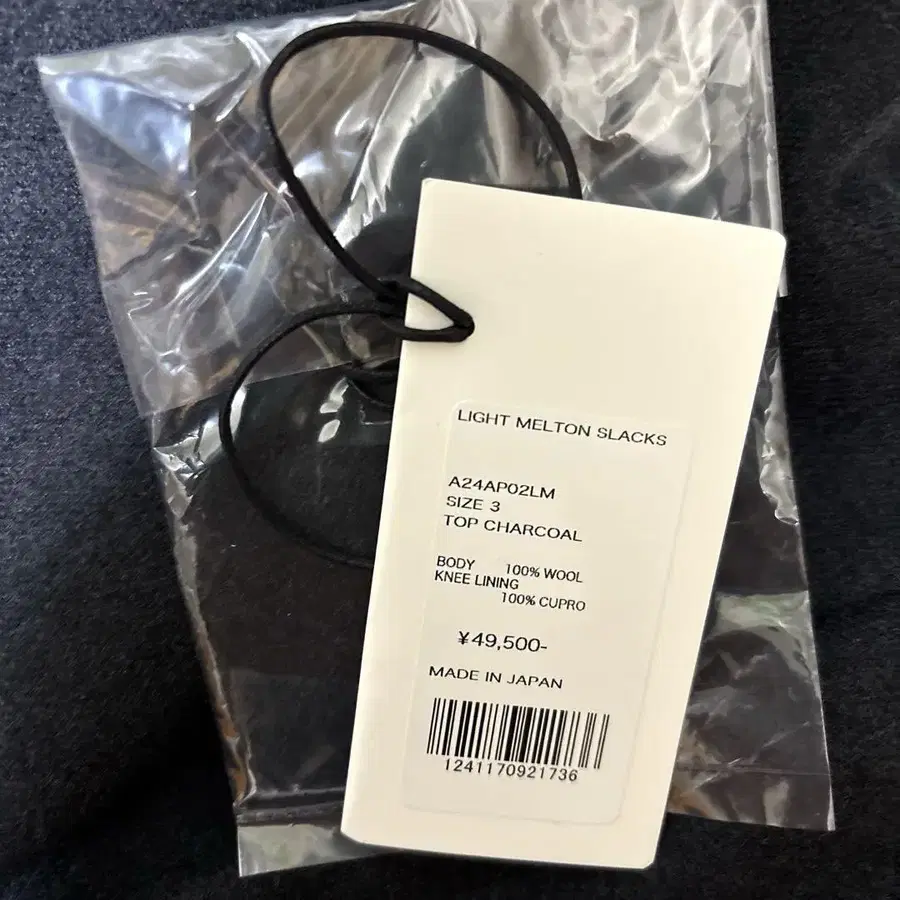 LIGHT MELTON SLACKS
A24AP02LM
SIZE 3
TOP CHARCOAL
BODY 100% WOOL
KNEE LINING
100% CUPRO
¥49,500-
MADE IN JAPAN
1241170921736